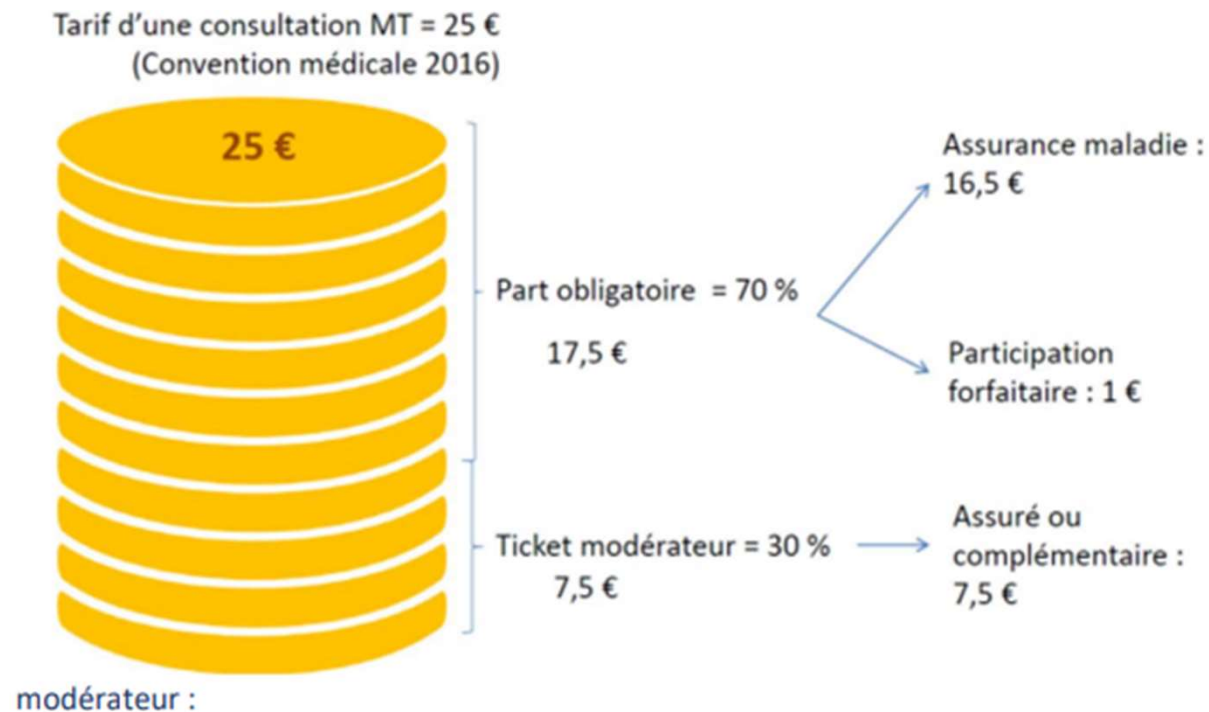 Tarif d'une consultation MT = 25 €
(Convention médicale 2016)
25 €
Part obligatoire = 70 %
17,5 €
Assurance maladie :
16,5 €
Participation
forfaitaire : 1 €
Ticket modérateur = 30 %
7,5 €
Assuré ou
complémentaire :
7,5 €
modérateur :